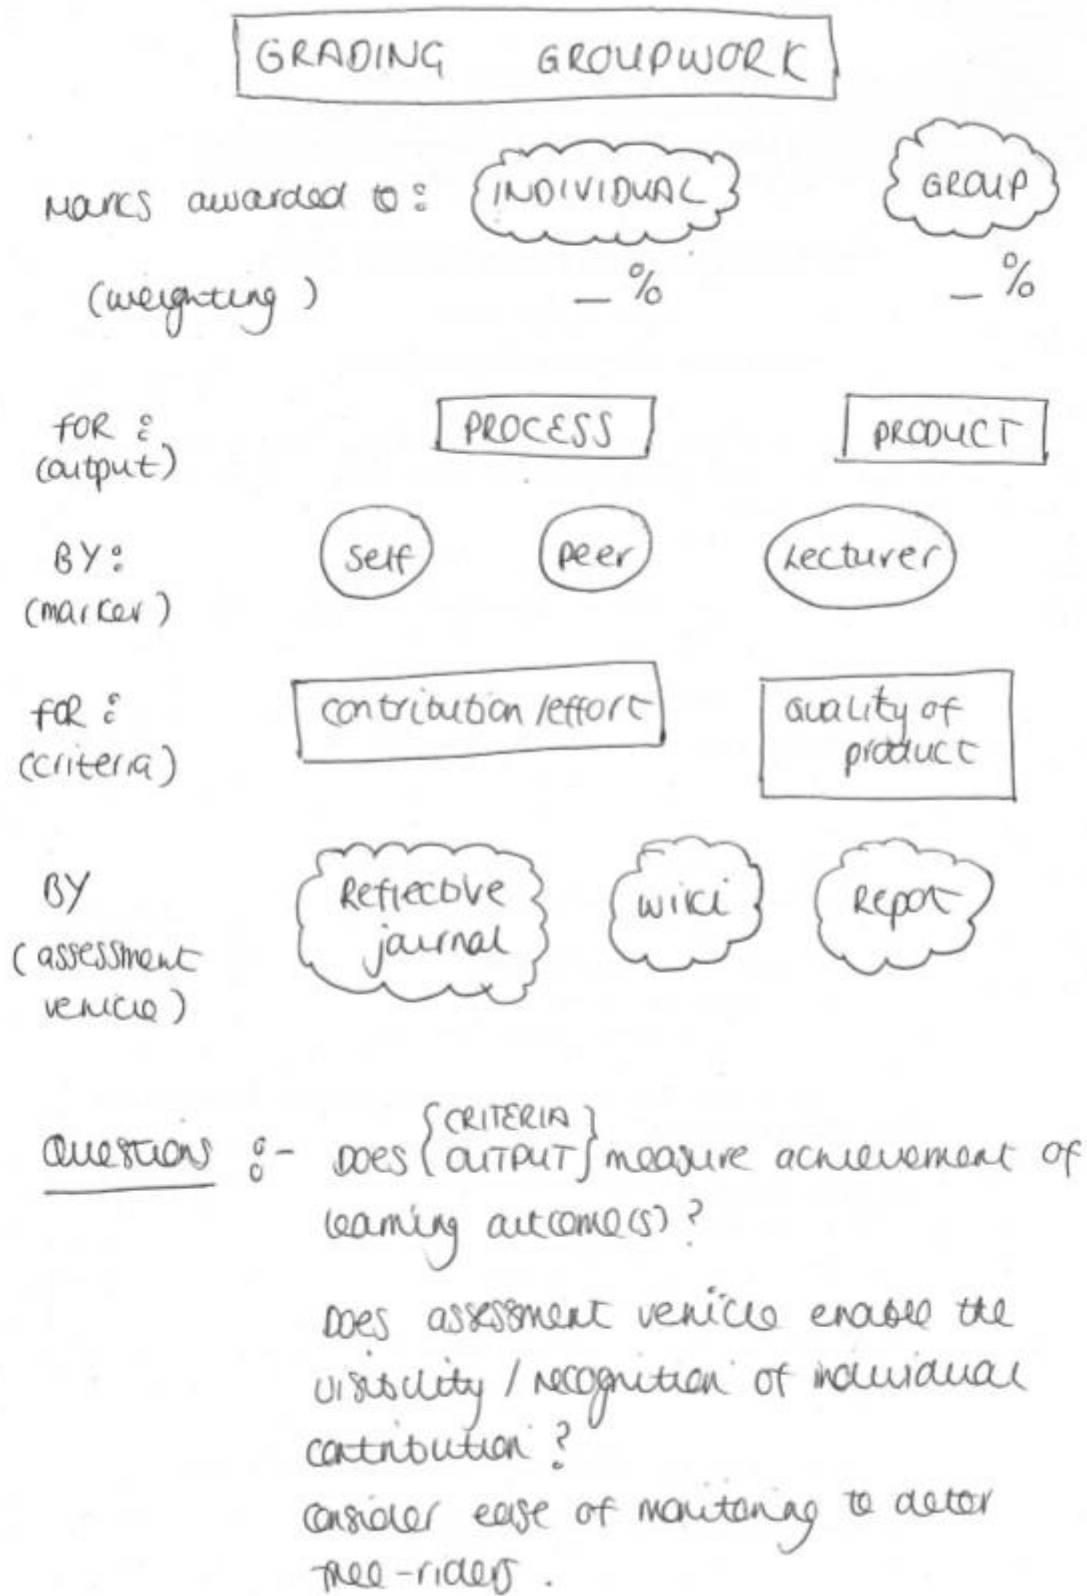 GRADING GROUPWORK
Marks awarded to: INDIVIDUAL GROUP
(weighting) _ % _ %
FOR: PROCESS PRODUCT
(output)
BY: Self Peer Lecturer
(marker)
FOR: contribution/effort Quality of
(criteria) product
BY Reflective wiki Report
journal
(assessment
vehicle)
Questions :- DOES {CRITERIA
OUTPUT} measure achievement of
learning outcome(s)?
Does assessment vehicle enable the
visibility / recognition of individual
contribution?
Consider ease of monitoring to deter
free-riders.